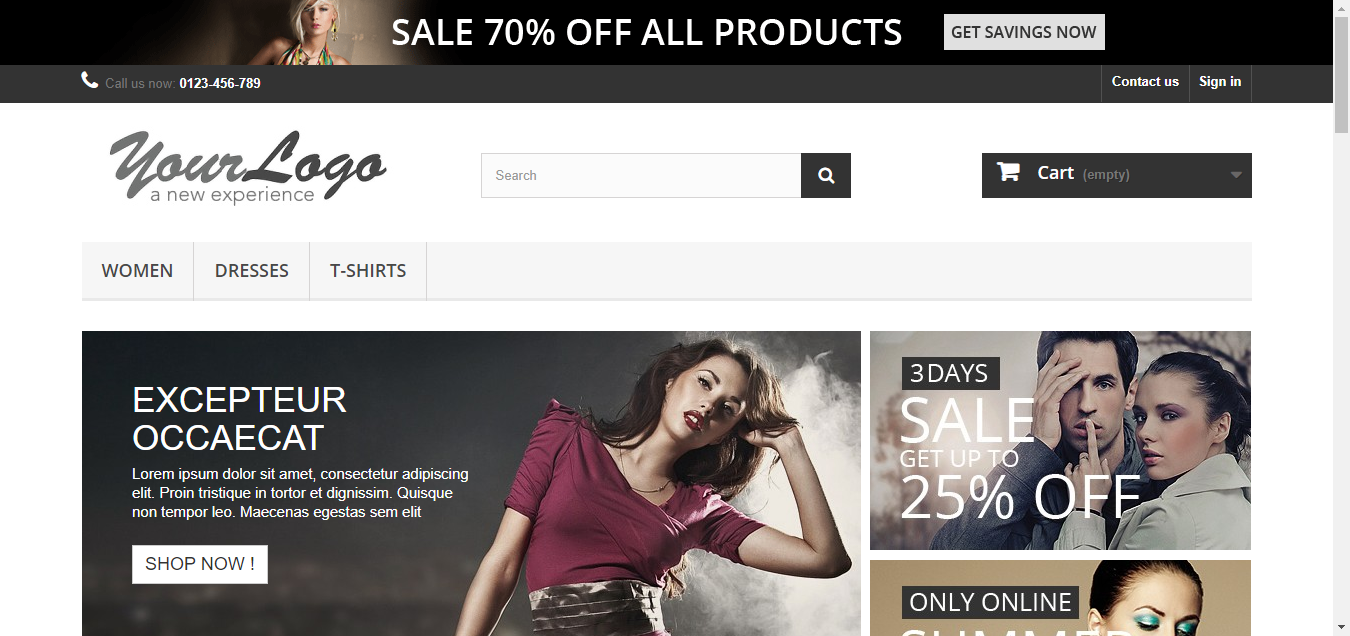 SALE 70% OFF ALL PRODUCTS
GET SAVINGS NOW
Call us now: 0123-456-789
Contact us
Sign in
YourLogo
a new experience
Search
Cart (empty)
WOMEN
DRESSES
T-SHIRTS
EXCEPTEUR
OCCAECAT
Lorem ipsum dolor sit amet, consectetur adipiscing
elit. Proin tristique in tortor et dignissim. Quisque
non tempor leo. Maecenas egestas sem elit
SHOP NOW !
3 DAYS
SALE
GET UP TO
25% OFF
ONLY ONLINE
SUMMER